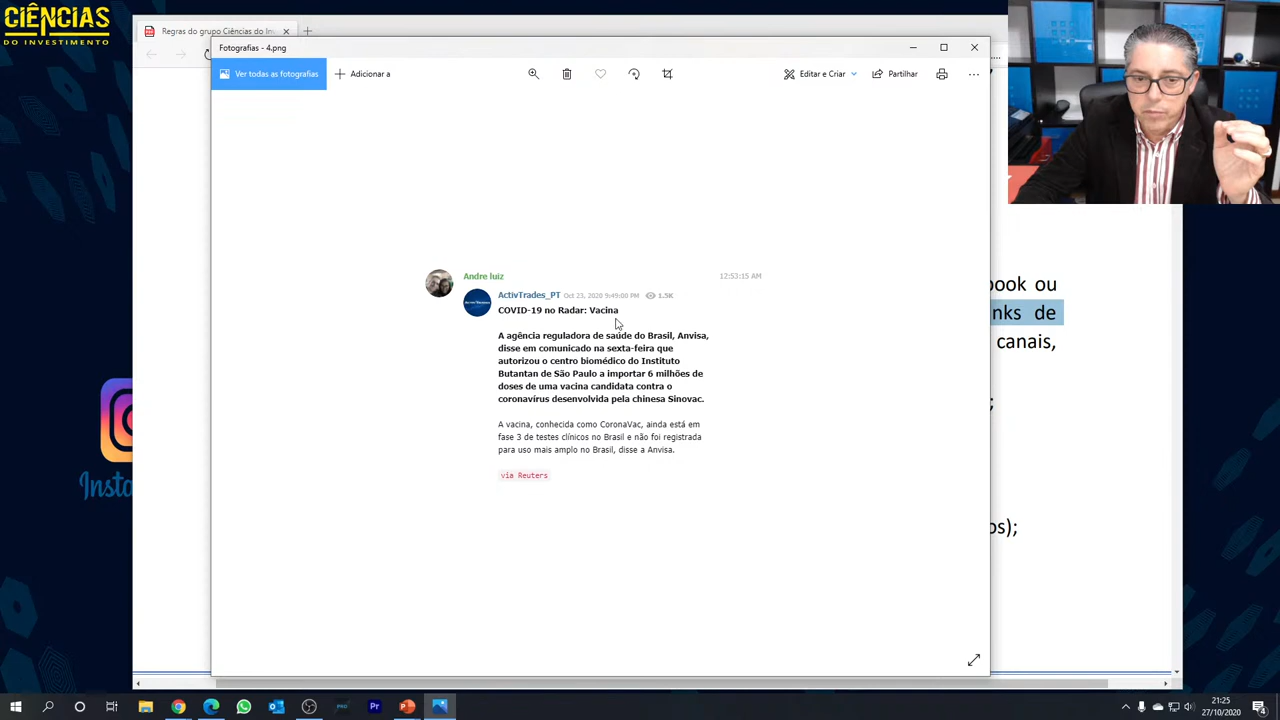 CIÊNCIAS
DO INVESTIMENTO
Regras do grupo Ciências do In
Fotografias - 4.png
Ver todas as fotografias
Adicionar a
Editar e Criar
Partilhar
Andre luiz
12:53:15 AM
ActivTrades_PT Oct 23, 2020 9:49:00 PM 1.5K
COVID-19 no Radar: Vacina
A agência reguladora de saúde do Brasil, Anvisa,
disse em comunicado na sexta-feira que
autorizou o centro biomédico do Instituto
Butantan de São Paulo a importar 6 milhões de
doses de uma vacina candidata contra o
coronavírus desenvolvida pela chinesa Sinovac.
A vacina, conhecida como CoronaVac, ainda está em
fase 3 de testes clínicos no Brasil e não foi registrada
para uso mais amplo no Brasil, disse a Anvisa.
via Reuters
book ou
nks de
canais,
;
os);
Insta
21:25
27/10/2020